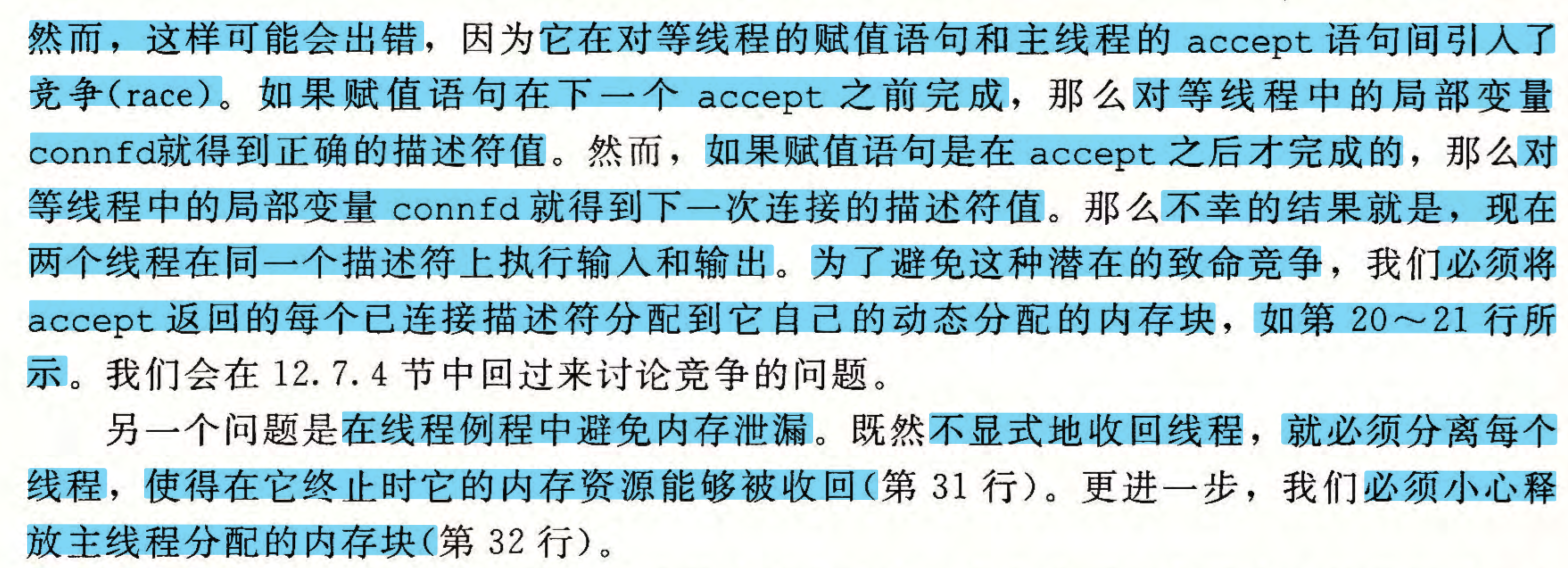 然而，这样可能会出错，因为它在对等线程的赋值语句和主线程的 accept 语句间引入了
竞争(race)。如果赋值语句在下一个 accept 之前完成，那么对等线程中的局部变量
connfd就得到正确的描述符值。然而，如果赋值语句是在 accept 之后才完成的，那么对
等线程中的局部变量 connfd 就得到下一次连接的描述符值。那么不幸的结果就是，现在
两个线程在同一个描述符上执行输入和输出。为了避免这种潜在的致命竞争，我们必须将
accept 返回的每个已连接描述符分配到它自己的动态分配的内存块，如第 20～21 行所
示。我们会在 12.7.4 节中回过来讨论竞争的问题。
另一个问题是在线程例程中避免内存泄漏。既然不显式地收回线程，就必须分离每个
线程，使得在它终止时它的内存资源能够被收回(第 31 行)。更进一步，我们必须小心释
放主线程分配的内存块(第 32 行)。